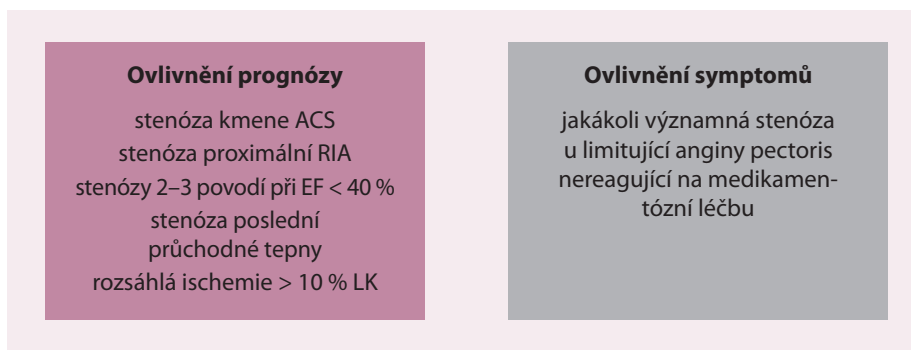 Ovlivnění prognózy
stenóza kmene ACS
stenóza proximální RIA
stenózy 2–3 povodí při EF < 40 %
stenóza poslední
průchodné tepny
rozsáhlá ischemie > 10 % LK
Ovlivnění symptomů
jakákoli významná stenóza
u limitující anginy pectoris
nereagující na medikamen-
tózní léčbu